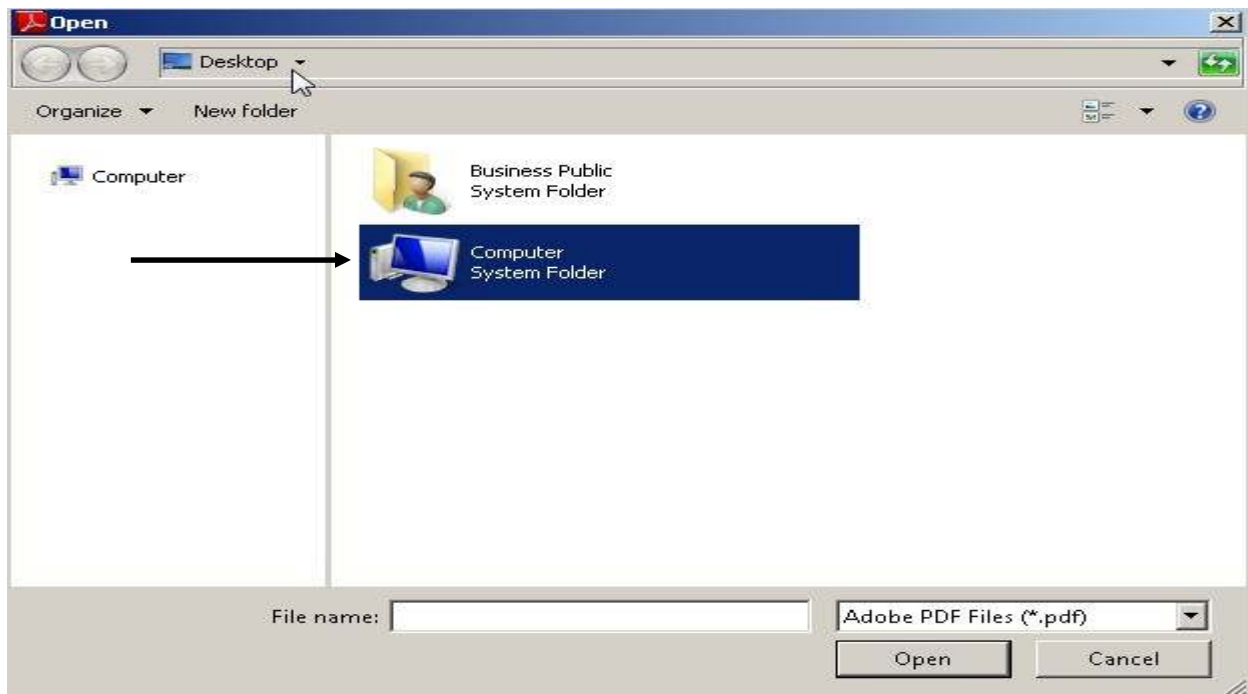 Open
Desktop
Organize New folder
Computer
Business Public
System Folder
Computer
System Folder
File name: Adobe PDF Files (*.pdf)
Open Cancel